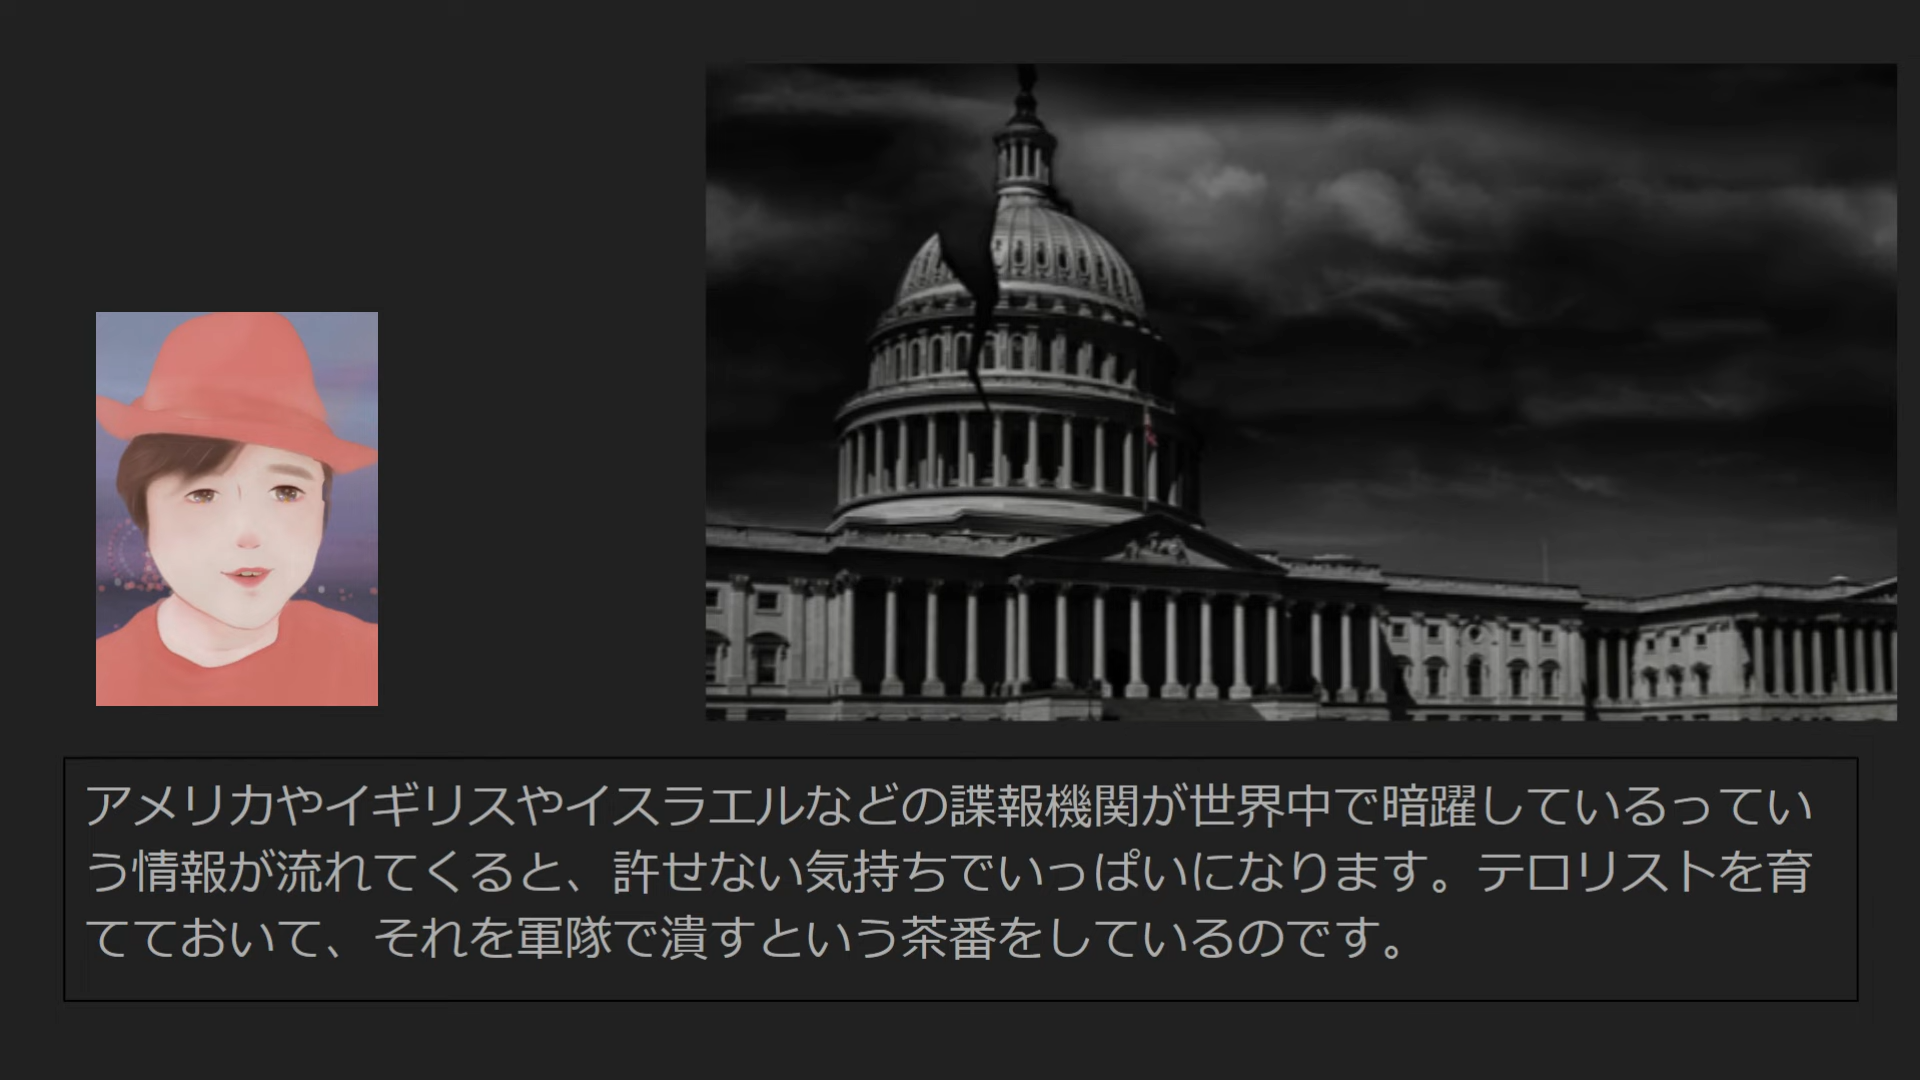 アメリカやイギリスやイスラエルなどの諜報機関が世界中で暗躍しているってい
う情報が流れてくると、許せない気持ちでいっぱいになります。テロリストを育
てておいて、それを軍隊で潰すという茶番をしているのです。